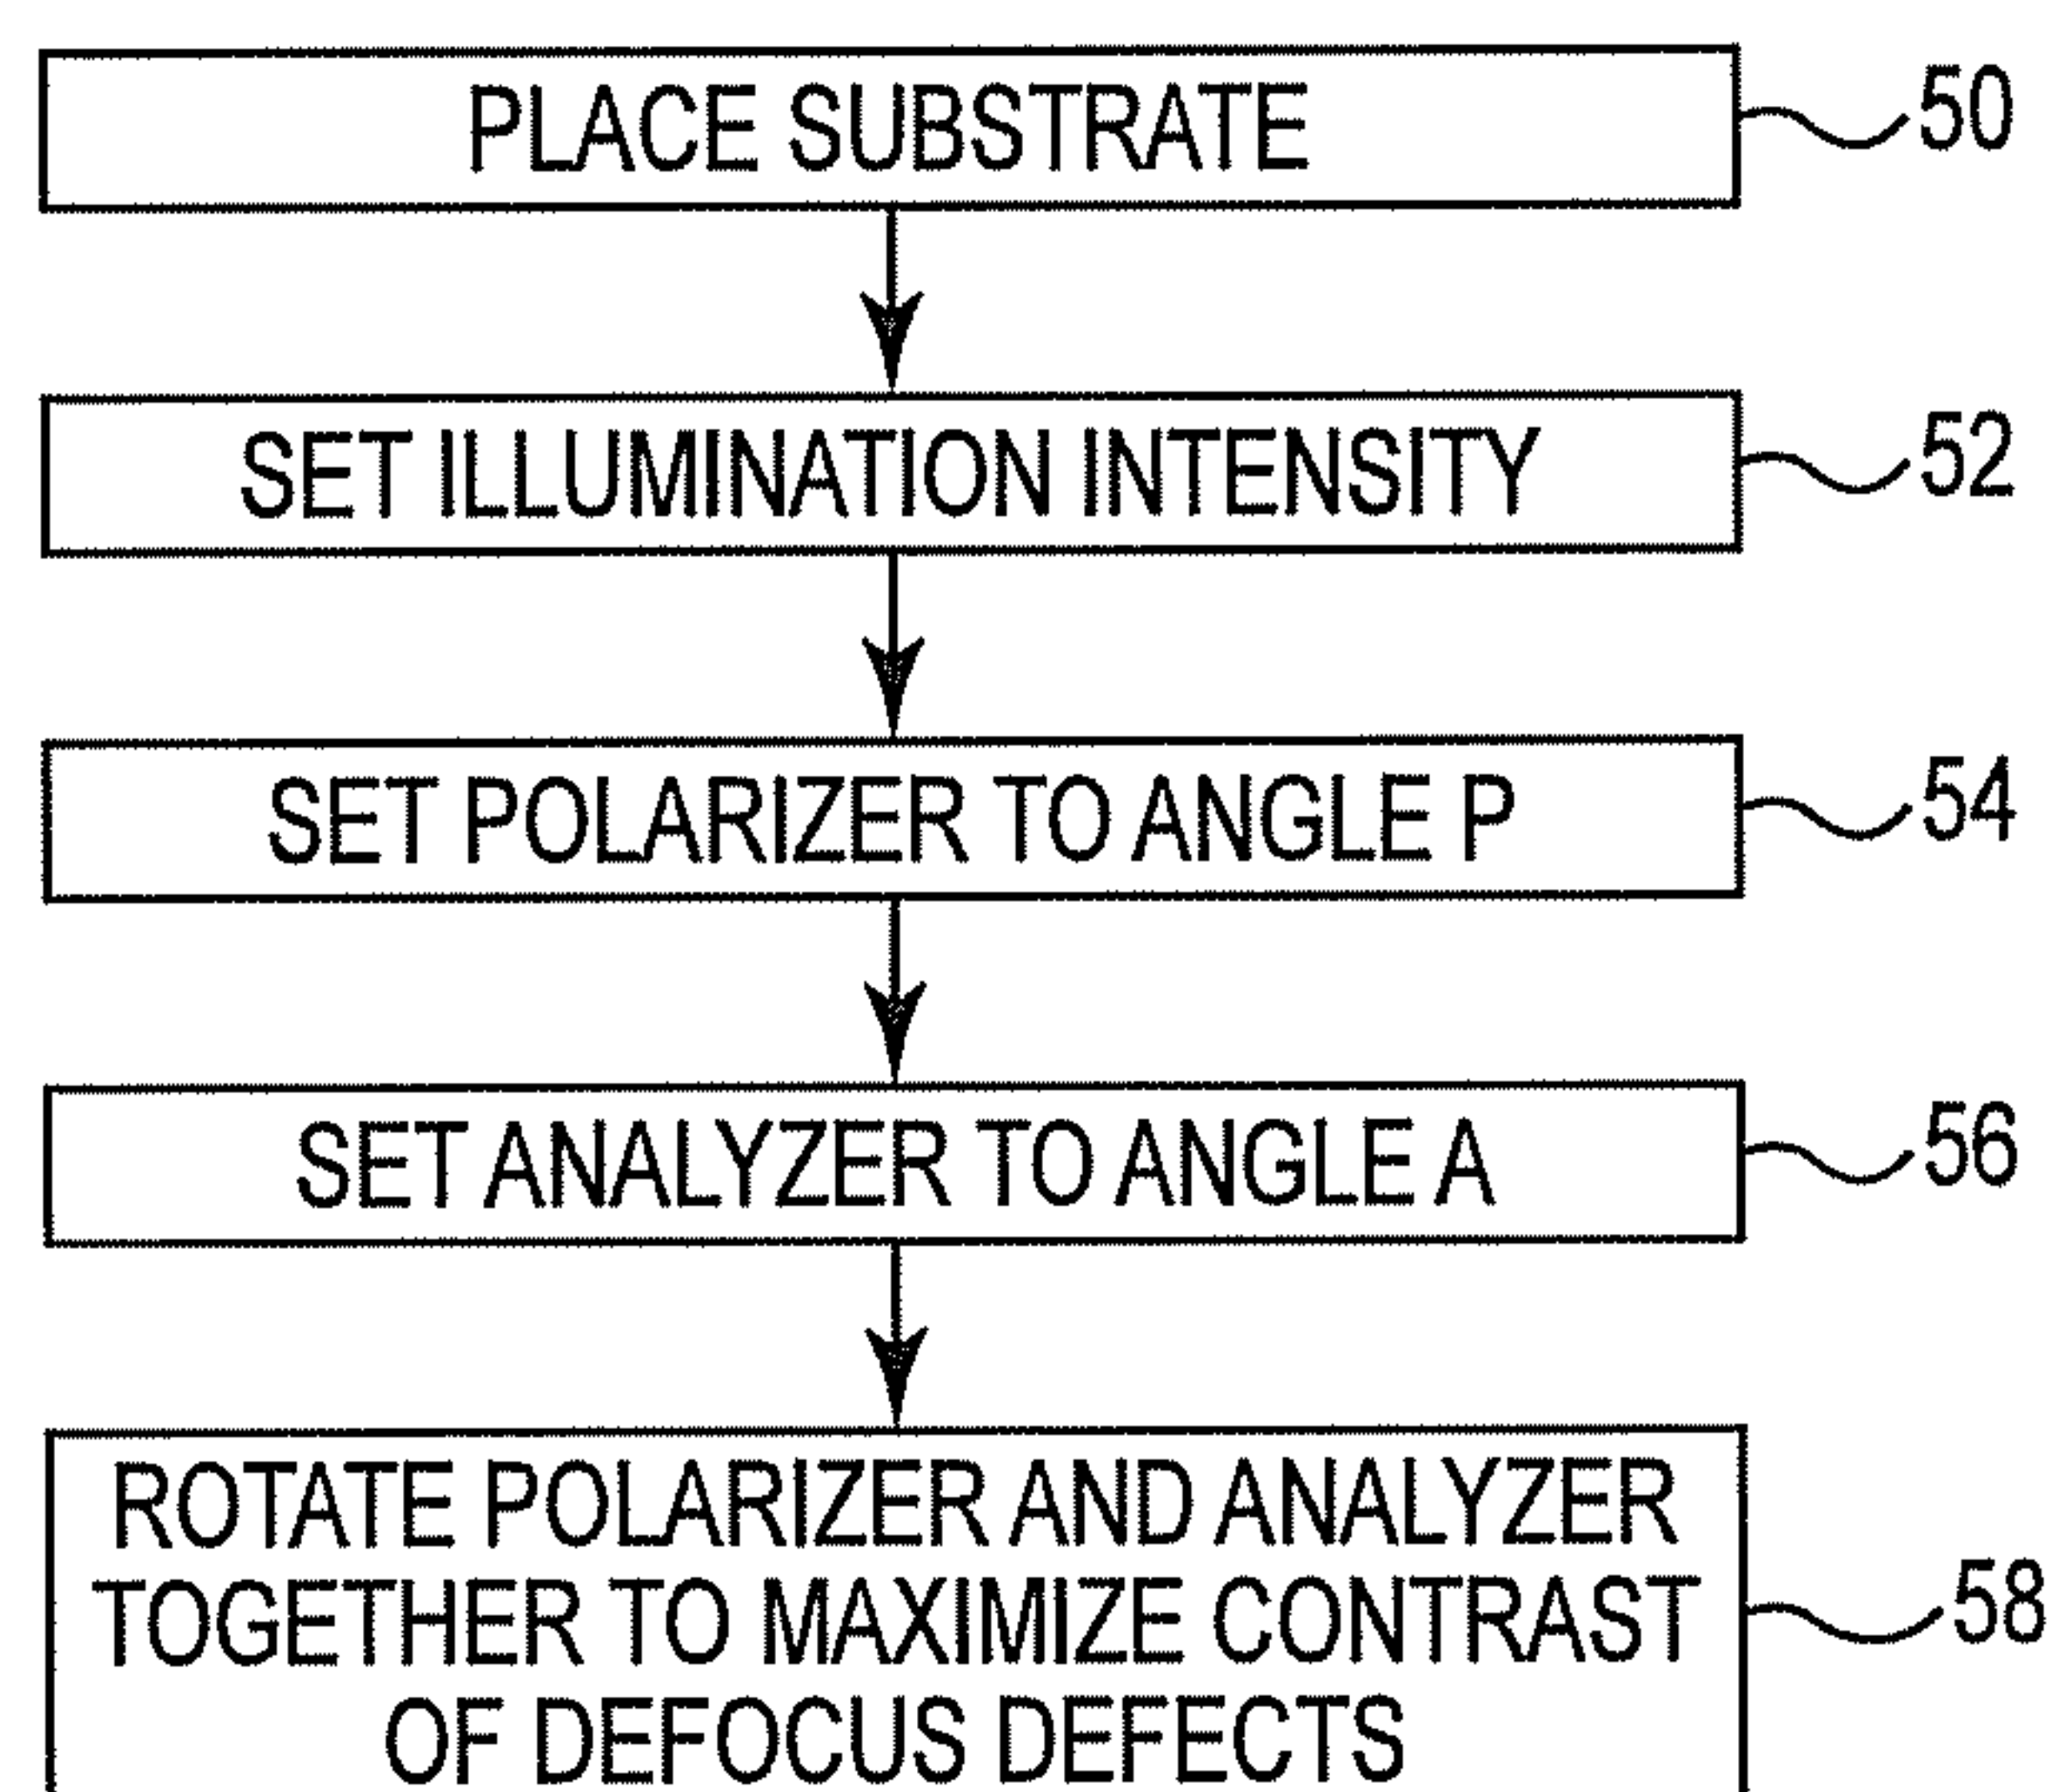 PLACE SUBSTRATE 50
SET ILLUMINATION INTENSITY 52
SET POLARIZER TO ANGLE P 54
SET ANALYZER TO ANGLE A 56
ROTATE POLARIZER AND ANALYZER
TOGETHER TO MAXIMIZE CONTRAST 58
OF DEFOCUS DEFECTS